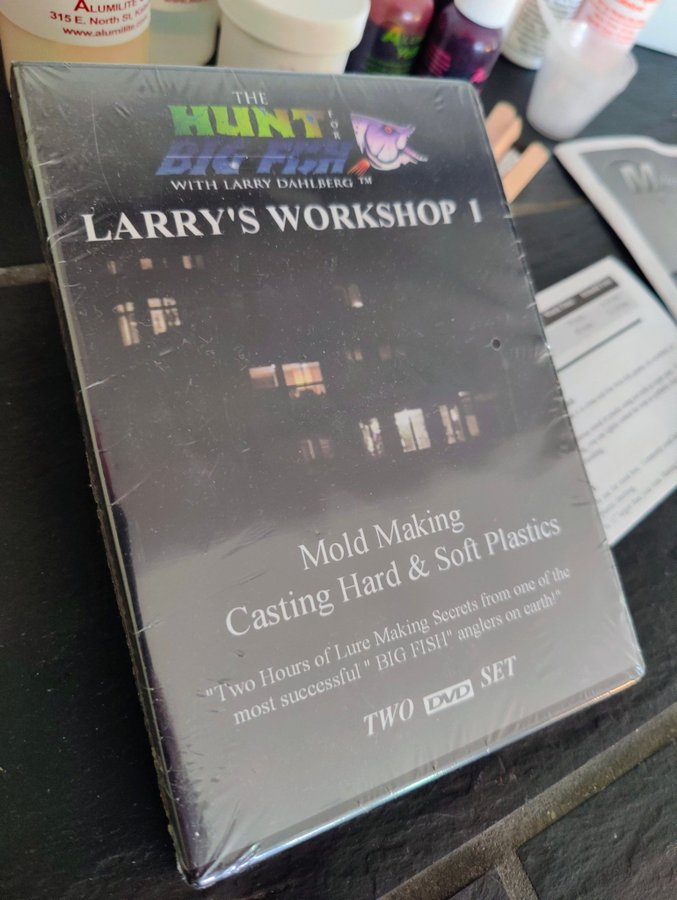 ALUMILITE
315 E. North St, K
www.alumilite.
THE
HUNT
FOR
BIG FISH
WITH LARRY DAHLBERG ™
LARRY'S WORKSHOP 1
Mold Making
Casting Hard & Soft Plastics
"Two Hours of Lure Making Secrets from one of the
most successful " BIG FISH" anglers on earth!"
TWO DVD SET